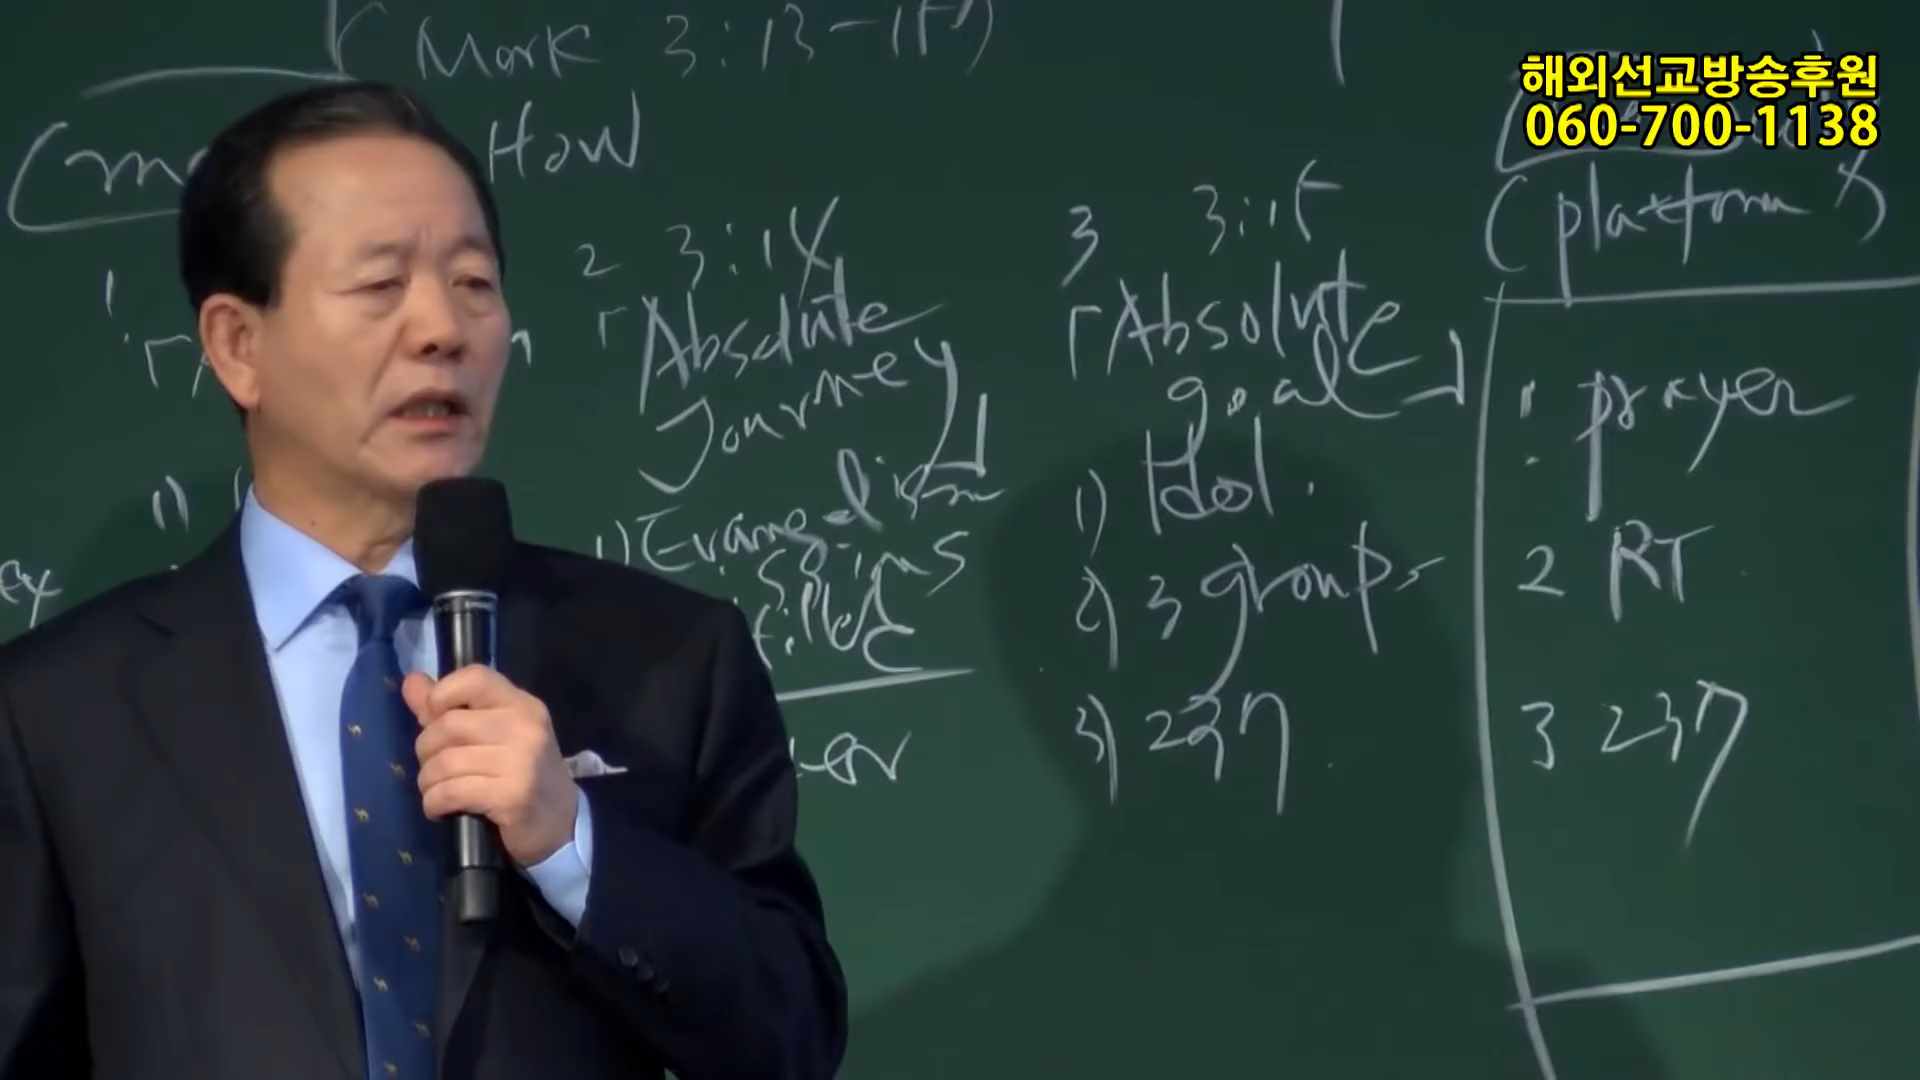 해외선교방송후원
060-700-1138
(Mark 3:13-15)
How
(platform)
1
2 3:14
「Absolute
Journey」
1) Evangelism
3 3:15
「Absolute
goal」
1) Idol.
2) 3 groups
3) 237.
1. prayer
2 RT.
3 237